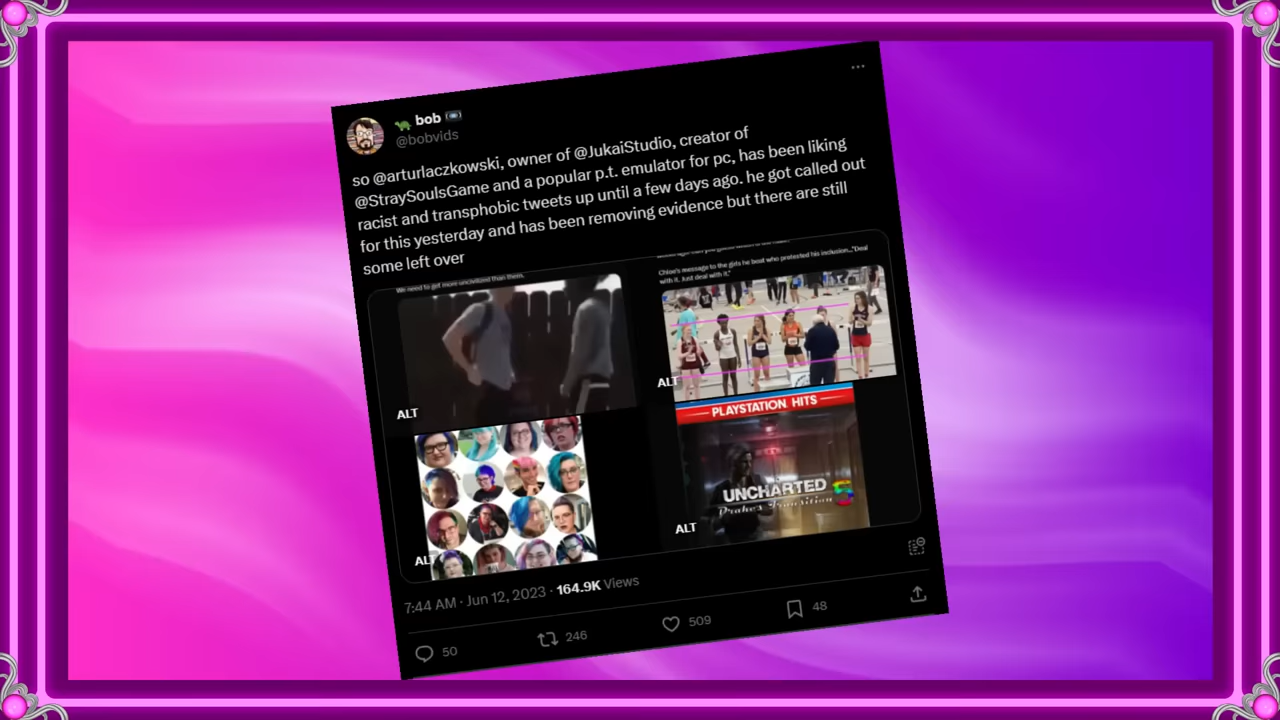 bob
@bobvids
so @arturlaczkowski, owner of @JukaiStudio, creator of
@StraySoulsGame and a popular p.t. emulator for pc, has been liking
racist and transphobic tweets up until a few days ago. he got called out
for this yesterday and has been removing evidence but there are still
some left over
We need to get more uncivilized than them.
Chloe's message to the girls he beat who protested his inclusion..."Deal
with it. Just deal with it."
ALT
ALT
PLAYSTATION HITS
UNCHARTED 5
Drakes Transition
ALT
ALT
7:44 AM · Jun 12, 2023 · 164.9K Views
50 246 509 48